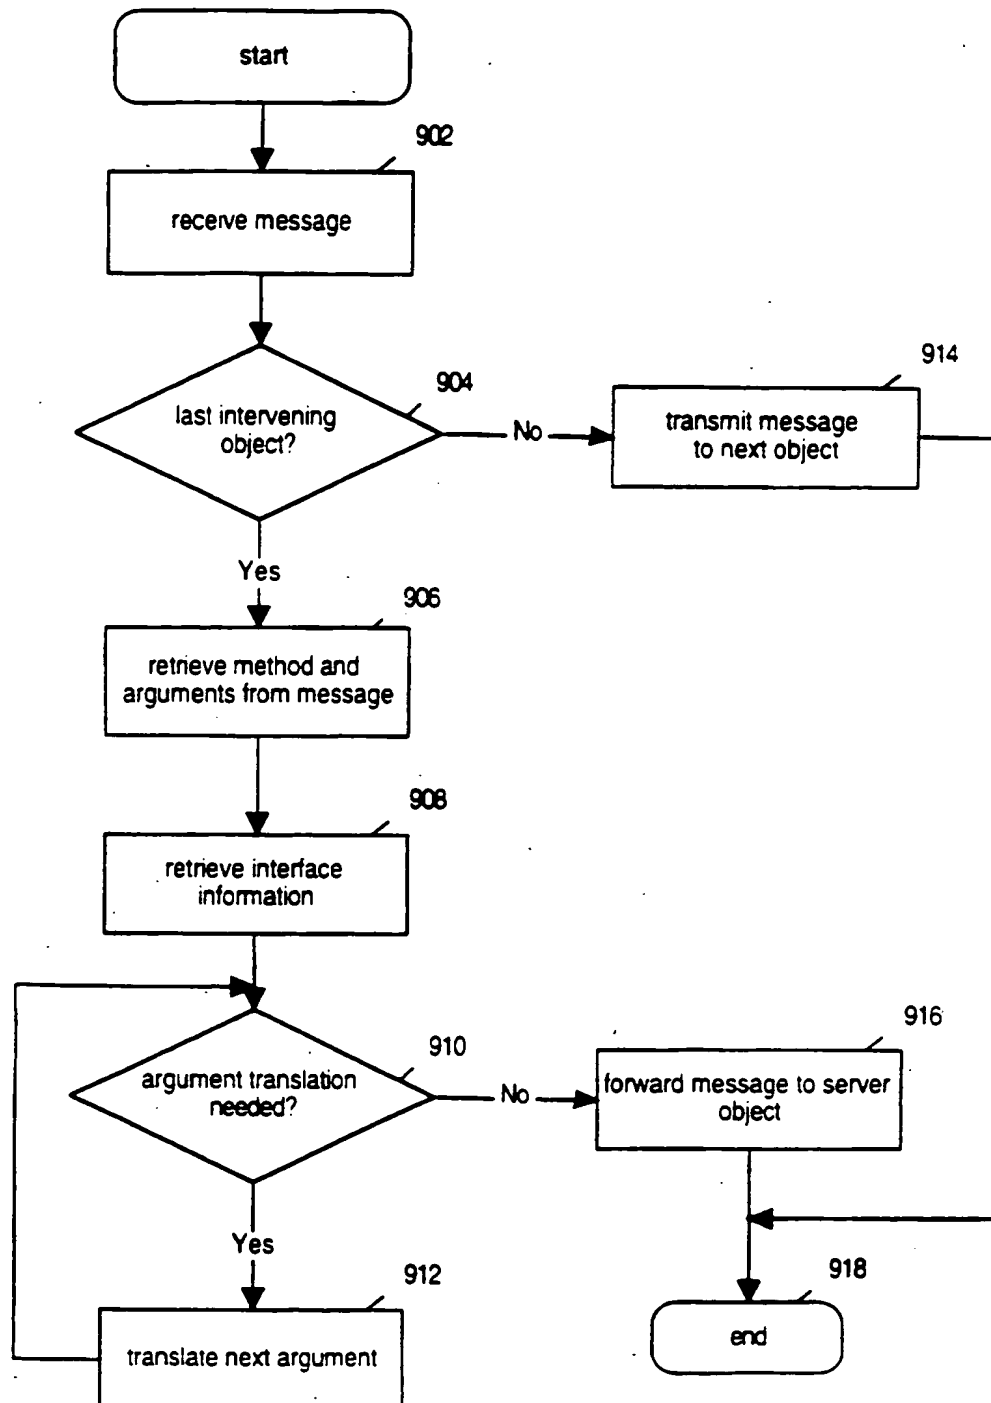 start
902
receive message
904
last intervening
object?
No
914
transmit message
to next object
Yes
906
retrieve method and
arguments from message
908
retrieve interface
information
910
argument translation
needed?
No
916
forward message to server
object
Yes
912
translate next argument
918
end